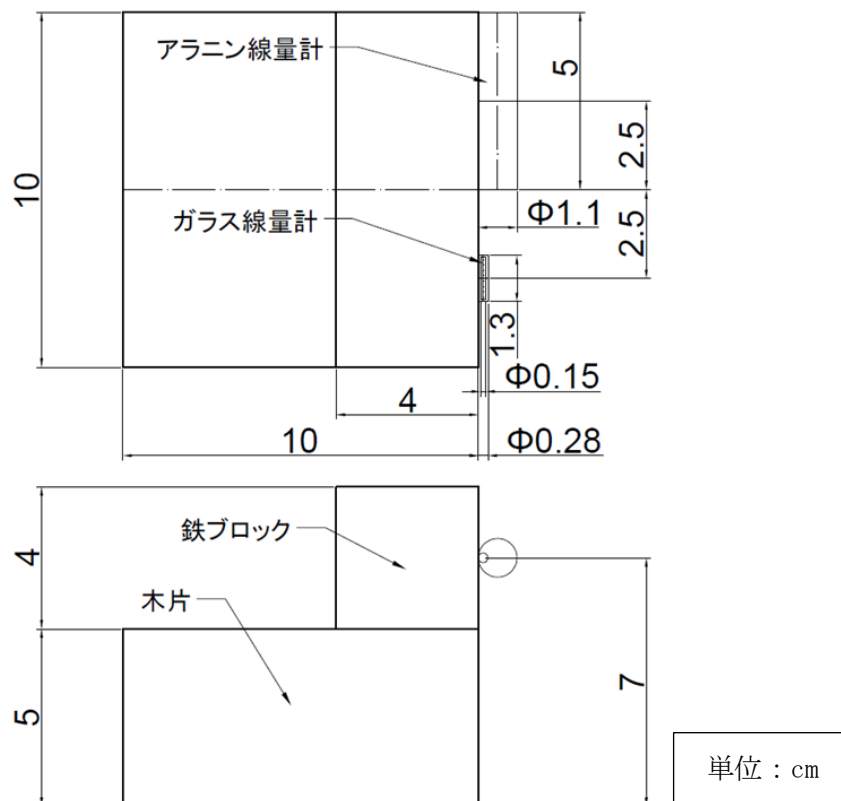 アラニン線量計
5
2.5
10
Φ1.1
ガラス線量計
2.5
1.3
Φ0.15
4
10
Φ0.28
鉄ブロック
4
木片
7
5
単位：cm